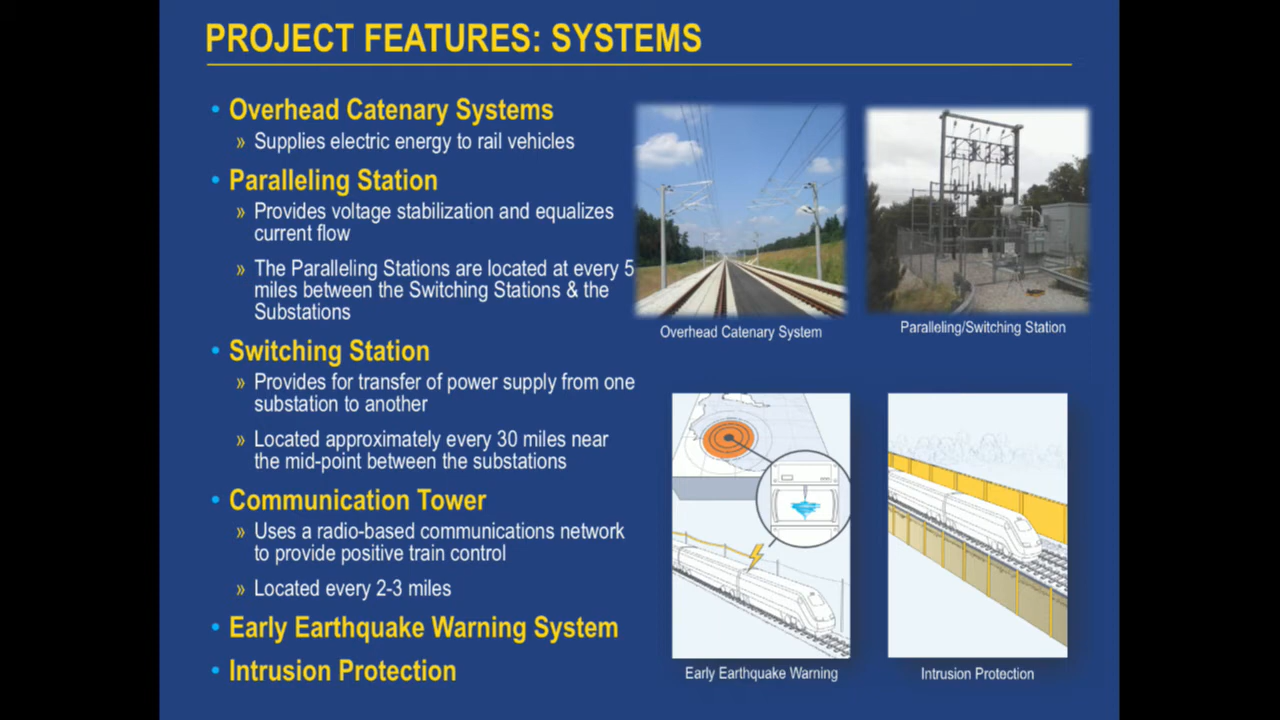 PROJECT FEATURES: SYSTEMS
• Overhead Catenary Systems
» Supplies electric energy to rail vehicles
• Paralleling Station
» Provides voltage stabilization and equalizes
current flow
» The Paralleling Stations are located at every 5
miles between the Switching Stations & the
Substations
• Switching Station
» Provides for transfer of power supply from one
substation to another
» Located approximately every 30 miles near
the mid-point between the substations
• Communication Tower
» Uses a radio-based communications network
to provide positive train control
» Located every 2-3 miles
• Early Earthquake Warning System
• Intrusion Protection
Overhead Catenary System
Paralleling/Switching Station
Early Earthquake Warning
Intrusion Protection